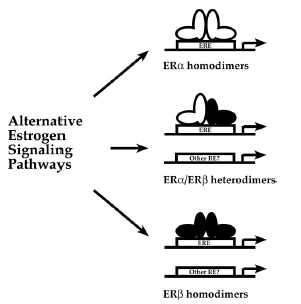 Alternative
Estrogen
Signaling
Pathways
ERE
ERα homodimers
ERE
Other RE?
ERα/ERβ heterodimers
ERE
Other RE?
ERβ homodimers